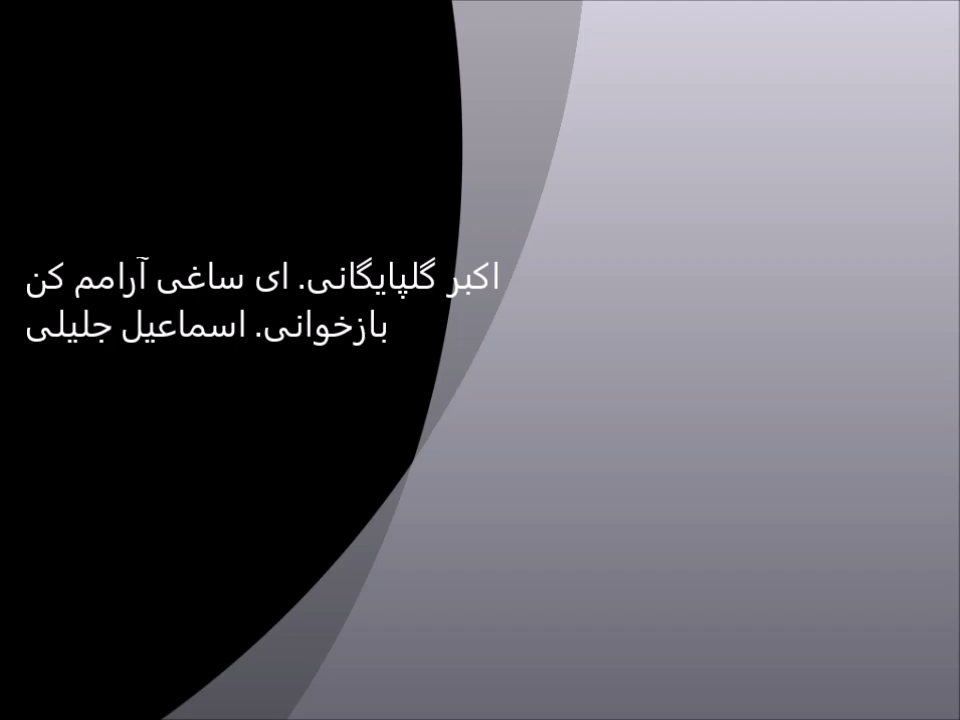 اکبر گلپایگانی. ای ساغی آرامم کن
بازخوانی. اسماعیل جلیلی